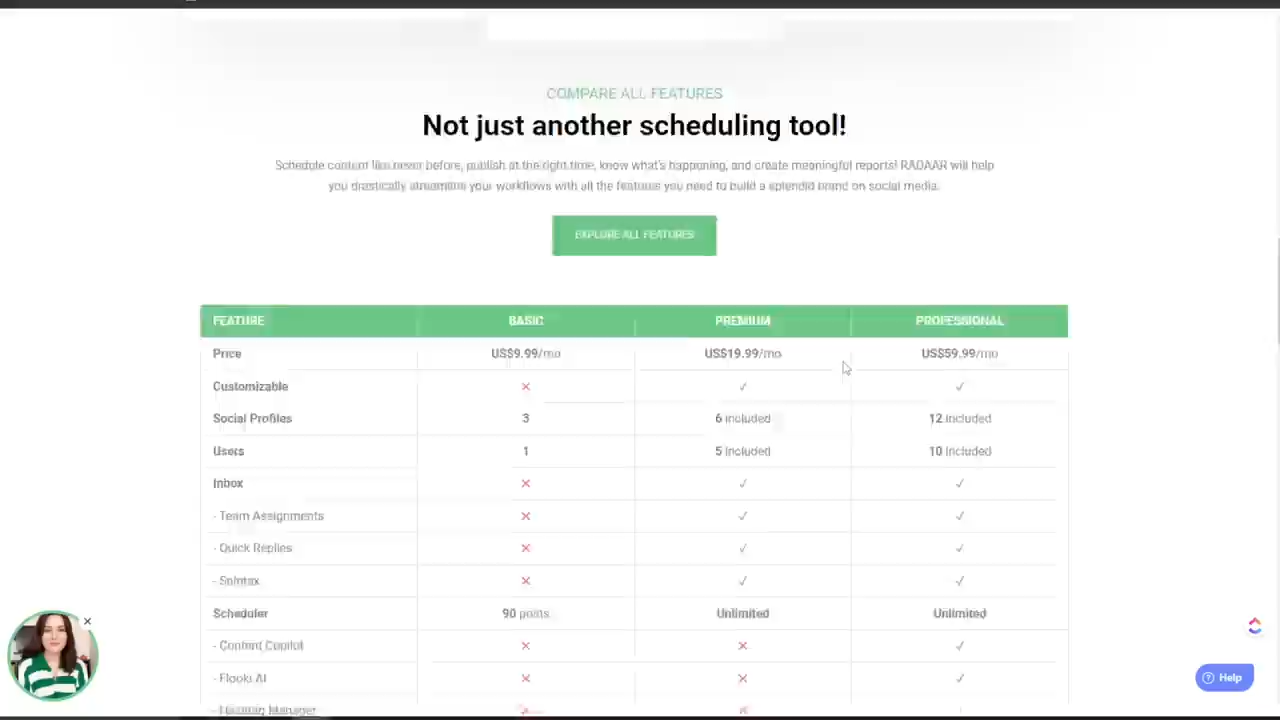 COMPARE ALL FEATURES
Not just another scheduling tool!
Schedule content like never before, publish at the right time, know what's happening, and create meaningful reports! RADAAR will help
you drastically streamline your workflows with all the features you need to build a splendid brand on social media.
EXPLORE ALL FEATURES
FEATURE BASIC PREMIUM PROFESSIONAL
Price US$9.99/mo US$19.99/mo US$59.99/mo
Customizable ✕ ✓ ✓
Social Profiles 3 6 included 12 included
Users 1 5 included 10 included
Inbox ✕ ✓ ✓
- Team Assignments ✕ ✓ ✓
- Quick Replies ✕ ✓ ✓
- Spintax ✕ ✓ ✓
Scheduler 90 posts Unlimited Unlimited
- Content Copilot ✕ ✕ ✓
- AI ✕ ✕ ✓
- Manager
Help